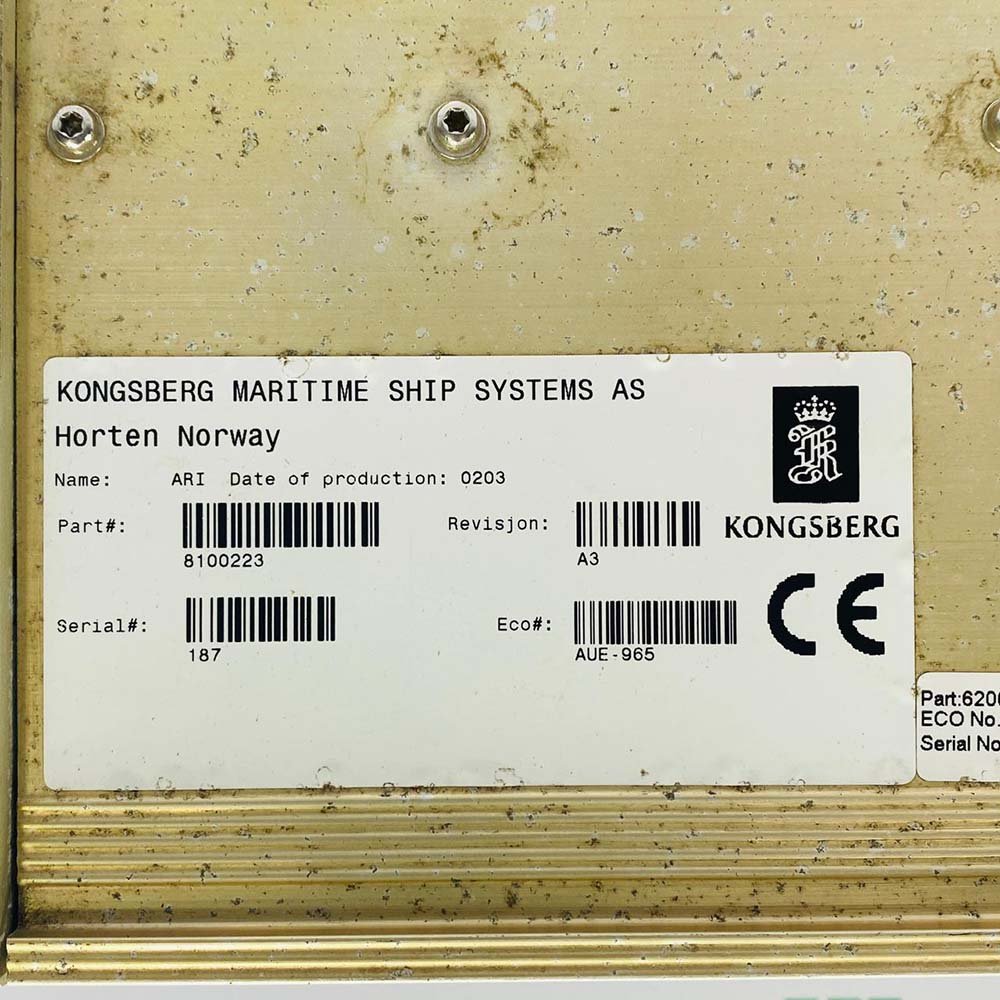 KONGSBERG MARITIME SHIP SYSTEMS AS
Horten Norway
Name: ARI Date of production: 0203
Part#: 8100223 Revisjon: A3
KONGSBERG
Serial#: 187 Eco#: AUE-965
CE
Part:620
ECO No.
Serial No